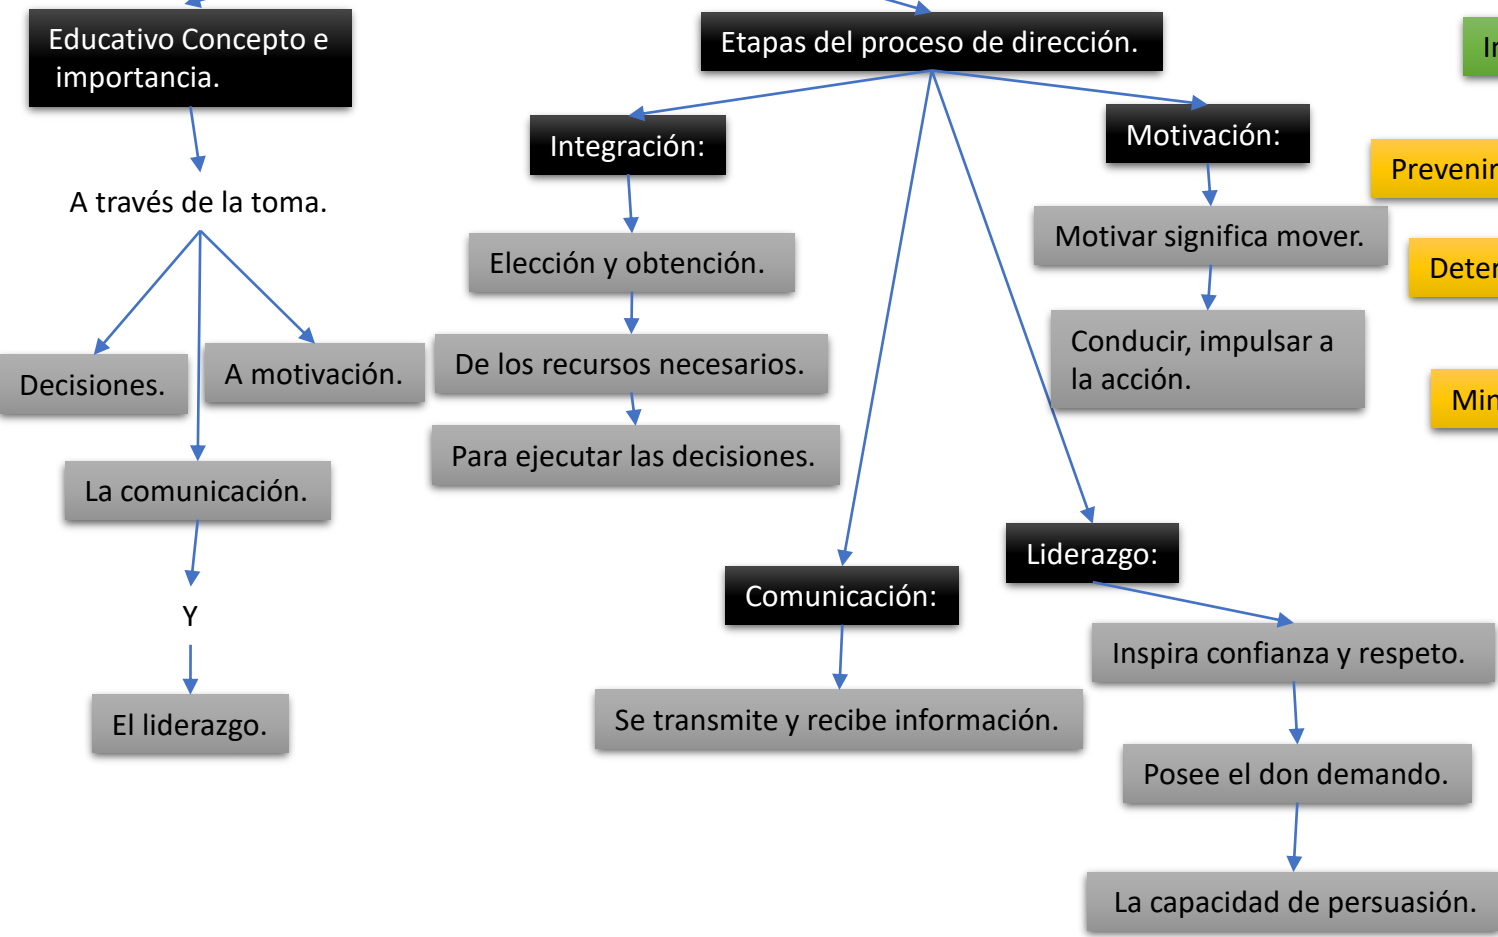 Educativo Concepto e
importancia.
A través de la toma.
Decisiones.
A motivación.
La comunicación.
Y
El liderazgo.
Etapas del proceso de dirección.
Integración:
Elección y obtención.
De los recursos necesarios.
Para ejecutar las decisiones.
Motivación:
Motivar significa mover.
Conducir, impulsar a
la acción.
Comunicación:
Se transmite y recibe información.
Liderazgo:
Inspira confianza y respeto.
Posee el don demando.
La capacidad de persuasión.
Prevenir